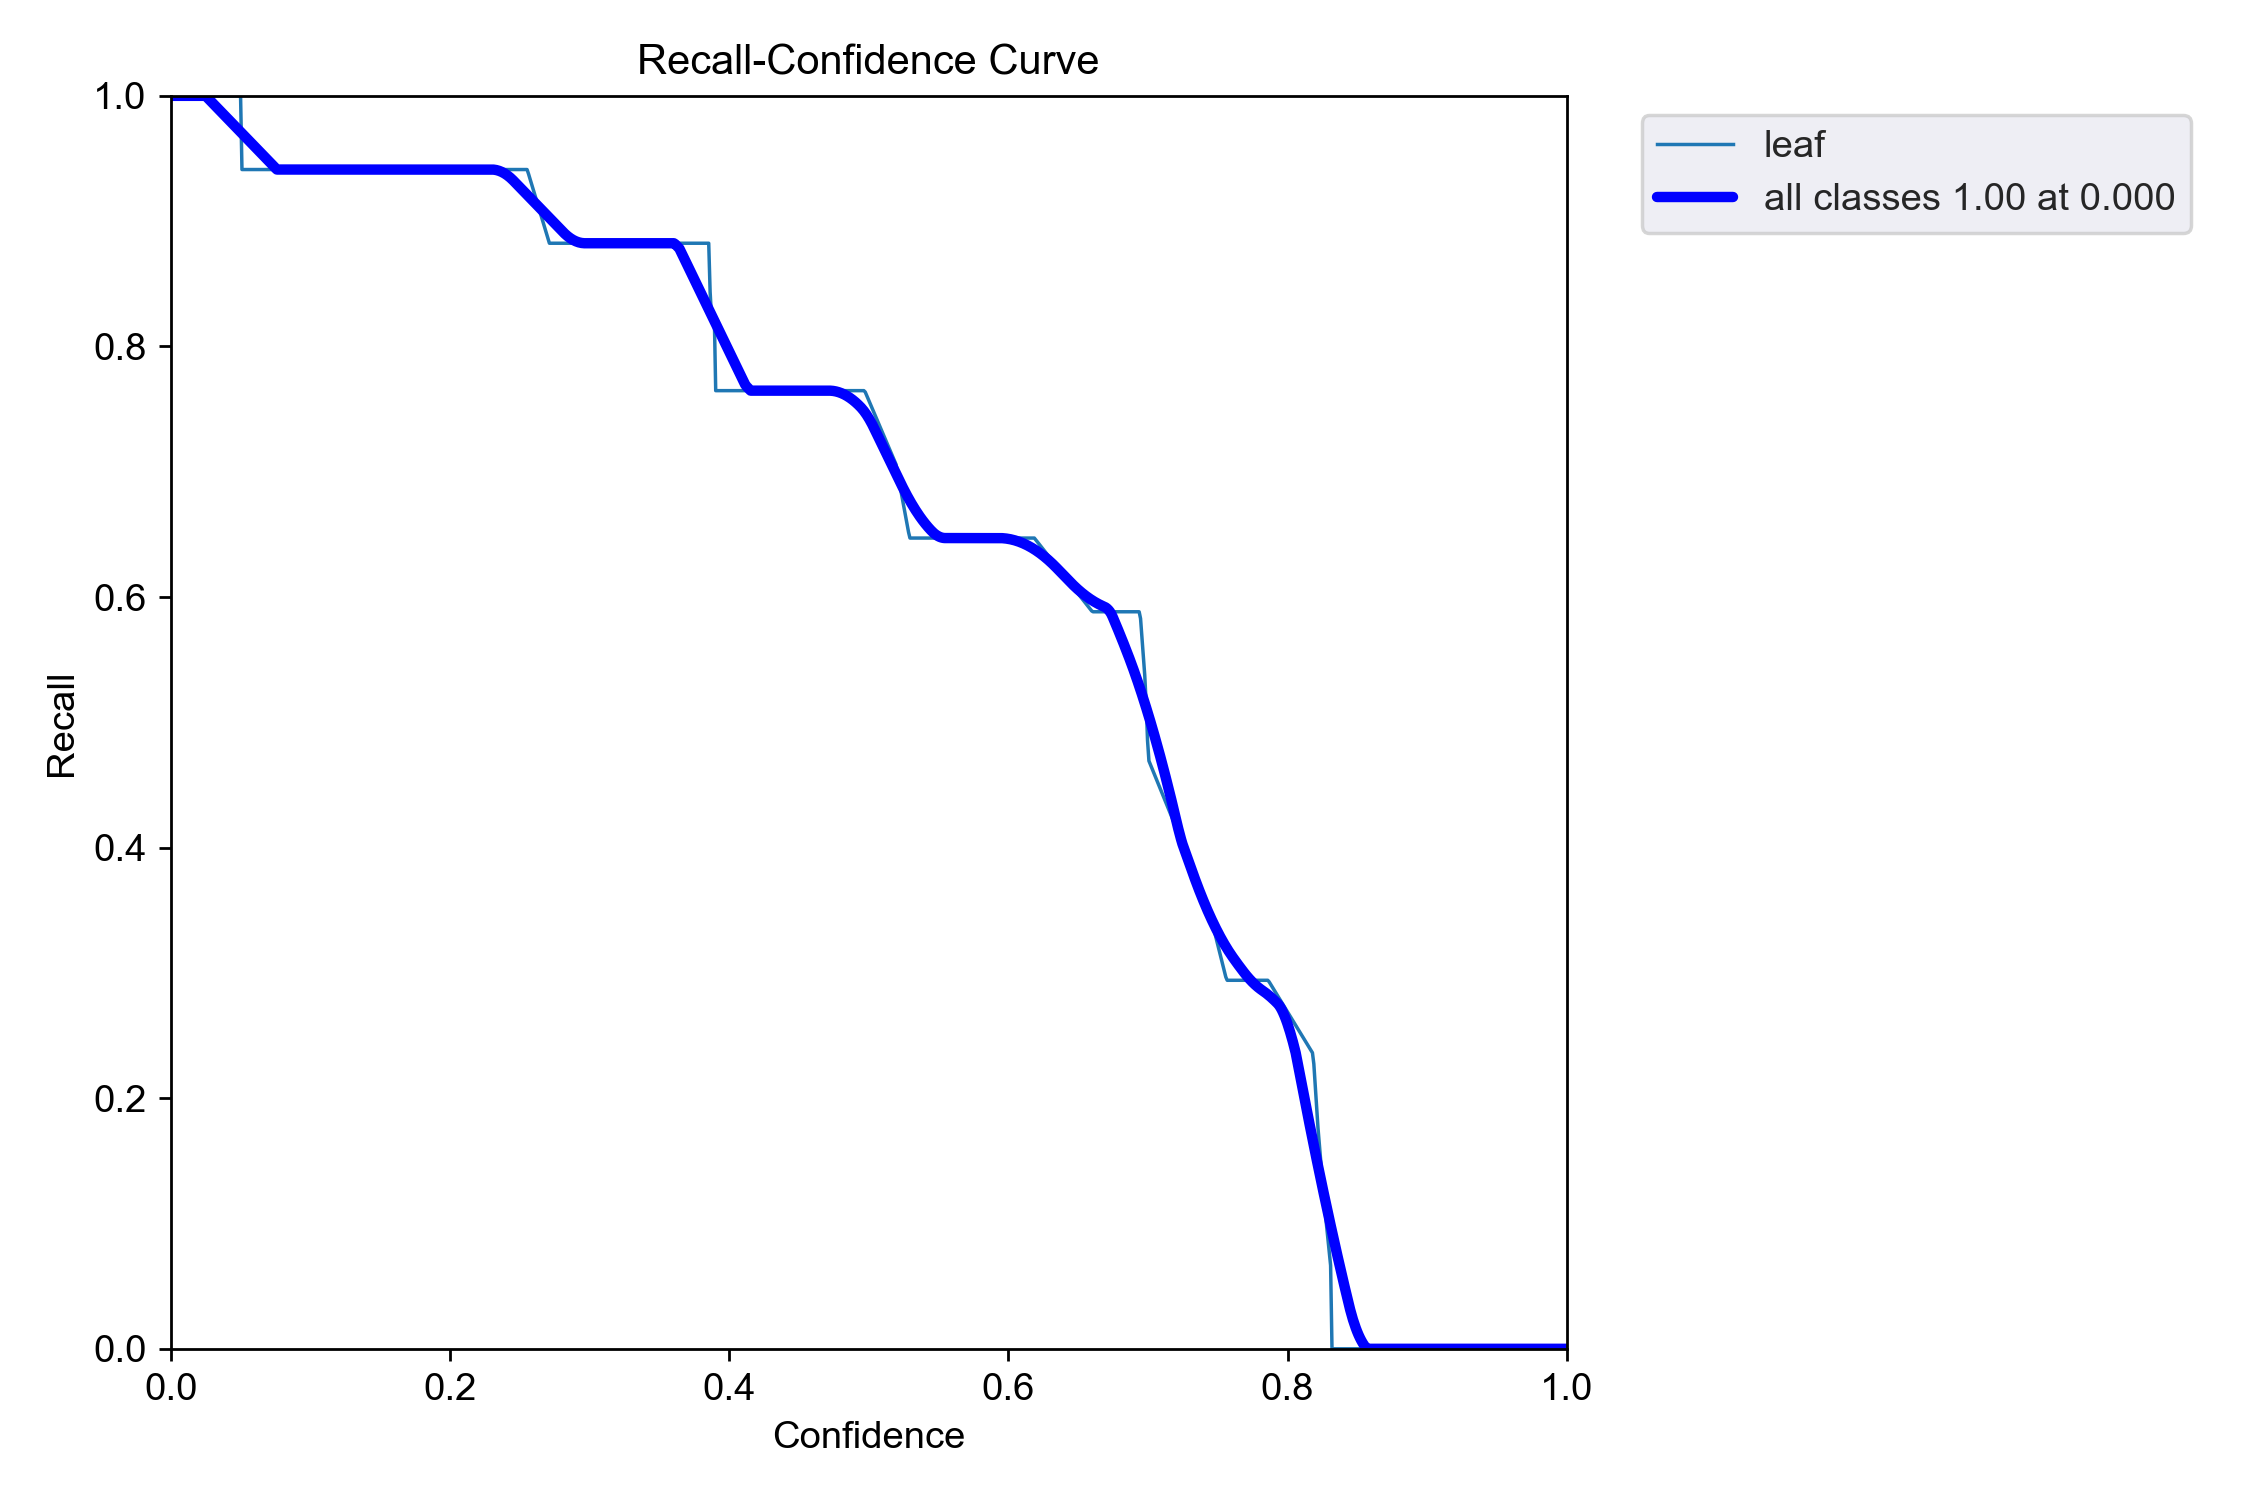 Recall-Confidence Curve
leaf
all classes 1.00 at 0.000
1.0
0.8
0.6
0.4
0.2
0.0
Recall
0.0 0.2 0.4 0.6 0.8 1.0
Confidence